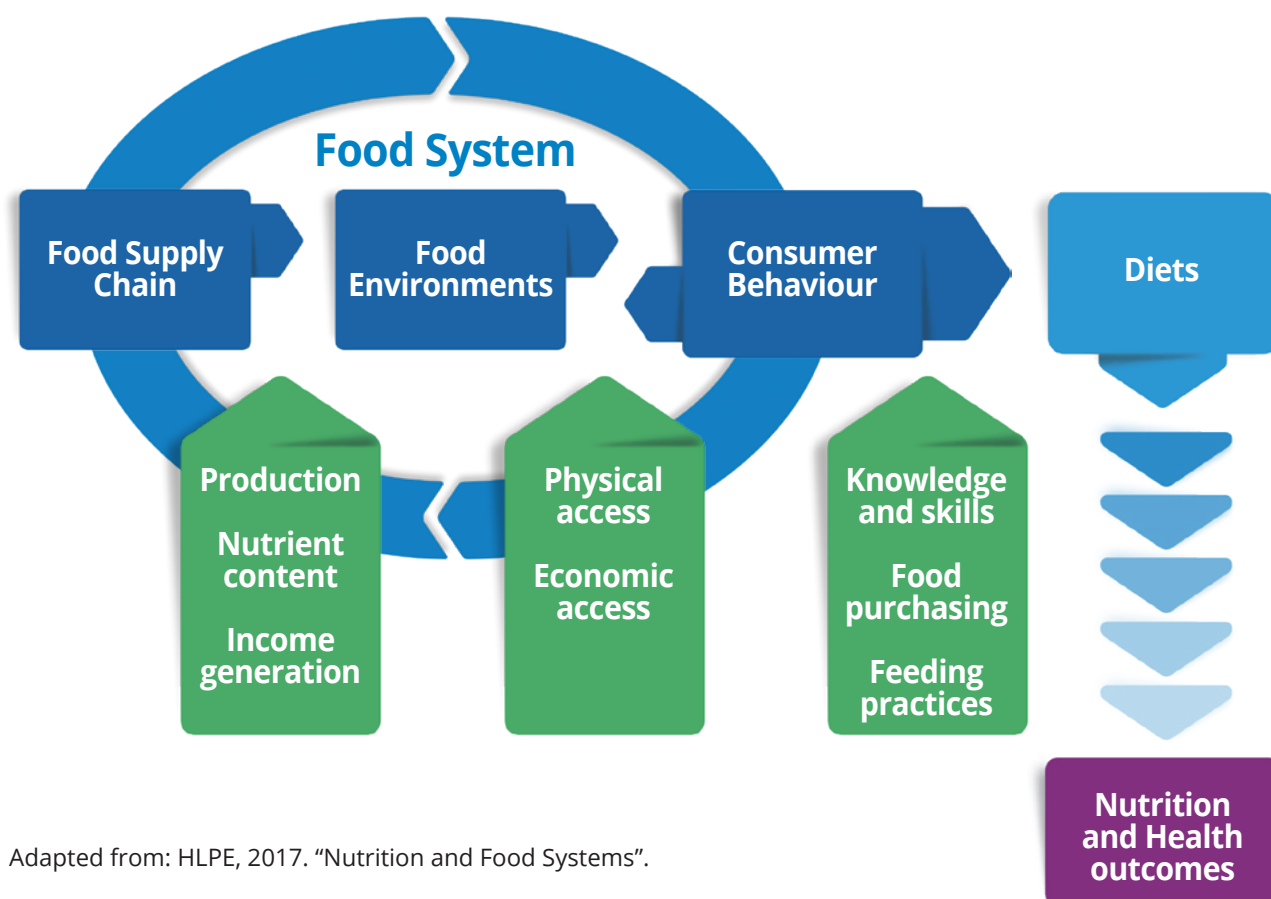 Food System
Food Supply
Chain
Food
Environments
Consumer
Behaviour
Diets
Production
Nutrient
content
Income
generation
Physical
access
Economic
access
Knowledge
and skills
Food
purchasing
Feeding
practices
Nutrition
and Health
outcomes
Adapted from: HLPE, 2017. “Nutrition and Food Systems”.